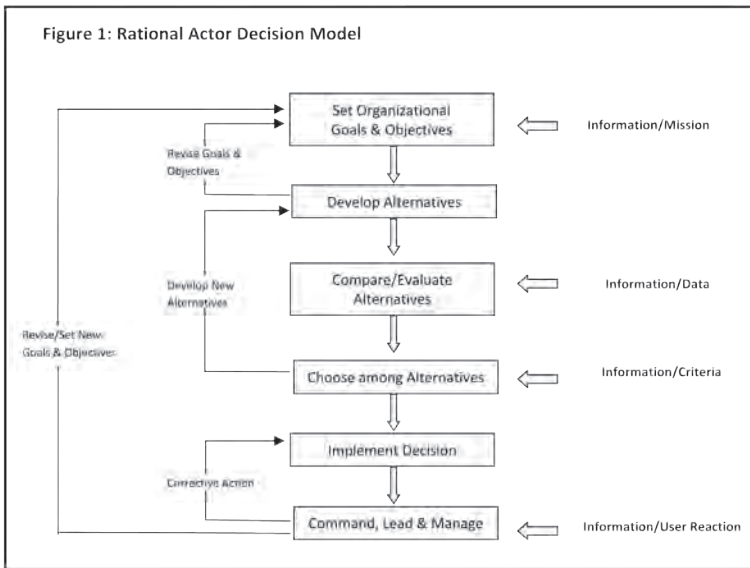 Figure 1: Rational Actor Decision Model
Set Organizational
Goals & Objectives
Information/Mission
Revise Goals &
Objectives
Develop Alternatives
Compare/Evaluate
Alternatives
Information/Data
Develop New
Alternatives
Revise/Set New
Goals & Objectives
Choose among Alternatives
Information/Criteria
Implement Decision
Corrective Action
Command, Lead & Manage
Information/User Reaction